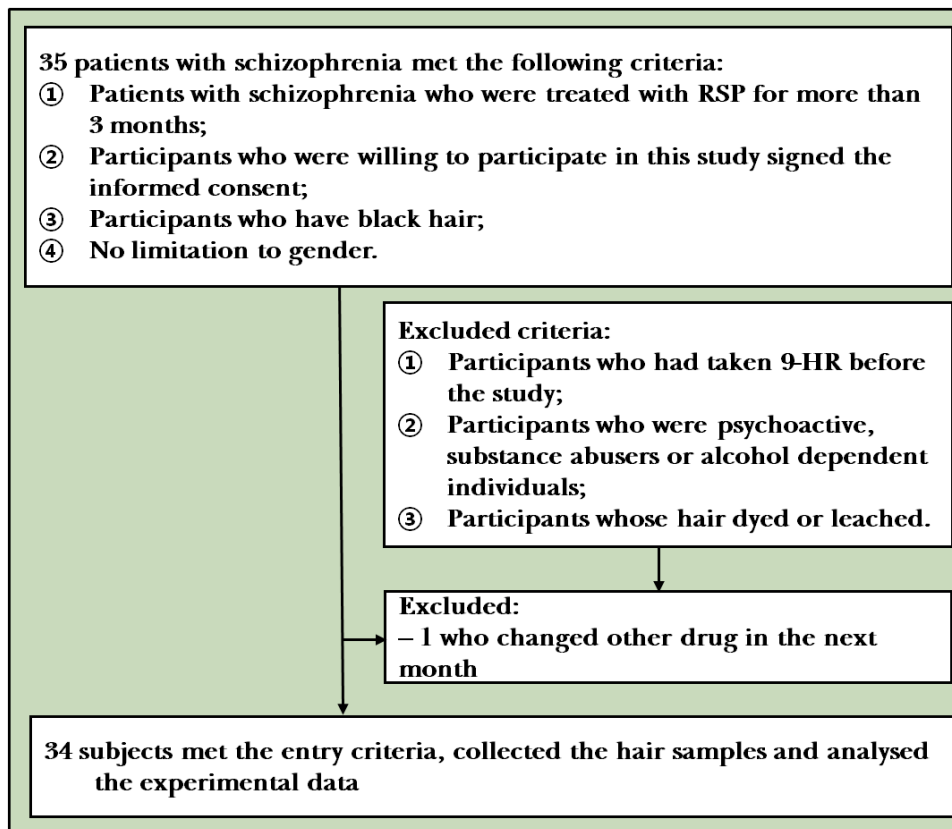 35 patients with schizophrenia met the following criteria:
① Patients with schizophrenia who were treated with RSP for more than
3 months;
② Participants who were willing to participate in this study signed the
informed consent;
③ Participants who have black hair;
④ No limitation to gender.
Excluded criteria:
① Participants who had taken 9-HR before
the study;
② Participants who were psychoactive,
substance abusers or alcohol dependent
individuals;
③ Participants whose hair dyed or leached.
Excluded:
– 1 who changed other drug in the next
month
34 subjects met the entry criteria, collected the hair samples and analysed
the experimental data